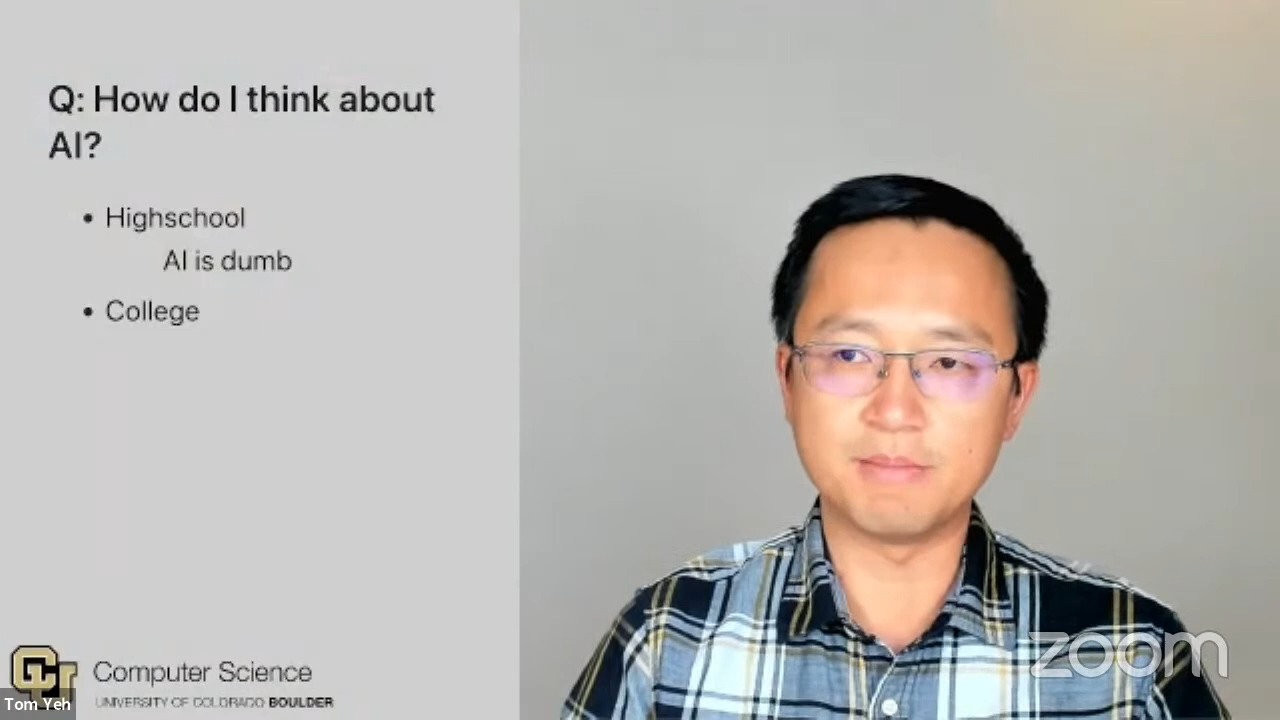 Q: How do I think about
AI?
• Highschool
AI is dumb
• College
Computer Science
UNIVERSITY OF COLORADO BOULDER
Tom Yeh
zoom